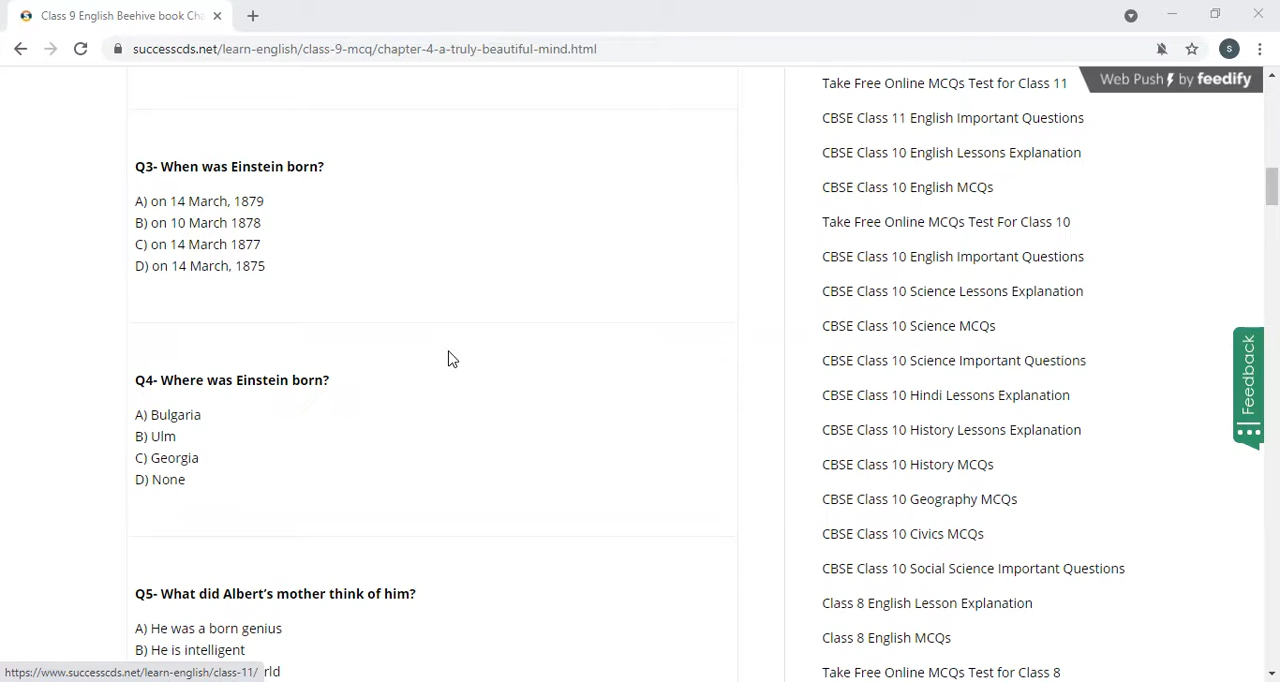 Class 9 English Beehive book Cha
successcds.net/learn-english/class-9-mcq/chapter-4-a-truly-beautiful-mind.html
S
Web Push by feedify
Q3- When was Einstein born?
A) on 14 March, 1879
B) on 10 March 1878
C) on 14 March 1877
D) on 14 March, 1875
Q4- Where was Einstein born?
A) Bulgaria
B) Ulm
C) Georgia
D) None
Q5- What did Albert’s mother think of him?
A) He was a born genius
B) He is intelligent
rld
https://www.successcds.net/learn-english/class-11/
Take Free Online MCQs Test for Class 11
CBSE Class 11 English Important Questions
CBSE Class 10 English Lessons Explanation
CBSE Class 10 English MCQs
Take Free Online MCQs Test For Class 10
CBSE Class 10 English Important Questions
CBSE Class 10 Science Lessons Explanation
CBSE Class 10 Science MCQs
CBSE Class 10 Science Important Questions
CBSE Class 10 Hindi Lessons Explanation
CBSE Class 10 History Lessons Explanation
CBSE Class 10 History MCQs
CBSE Class 10 Geography MCQs
CBSE Class 10 Civics MCQs
CBSE Class 10 Social Science Important Questions
Class 8 English Lesson Explanation
Class 8 English MCQs
Take Free Online MCQs Test for Class 8
Feedback